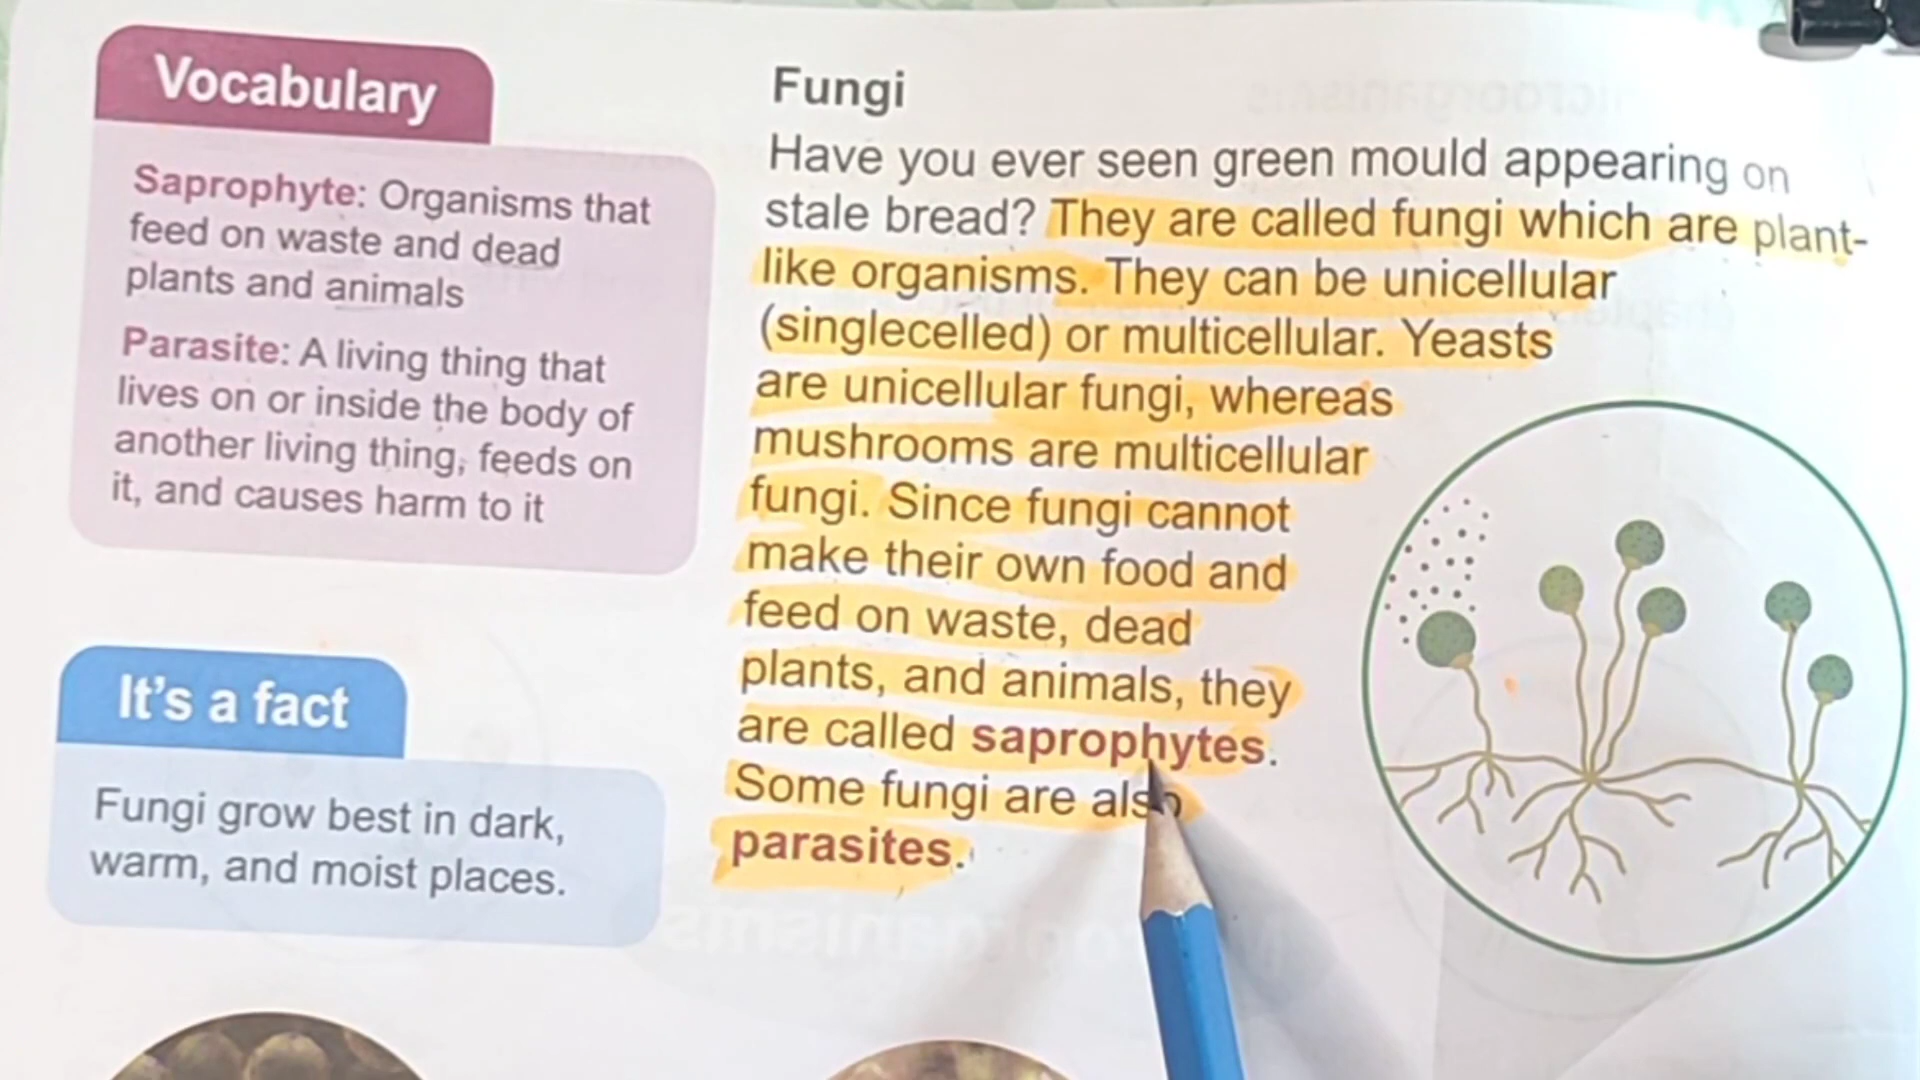 Vocabulary
Saprophyte: Organisms that
feed on waste and dead
plants and animals
Parasite: A living thing that
lives on or inside the body of
another living thing, feeds on
it, and causes harm to it
It's a fact
Fungi grow best in dark,
warm, and moist places.
Fungi
Have you ever seen green mould appearing on
stale bread? They are called fungi which are plant-
like organisms. They can be unicellular
(singlecelled) or multicellular. Yeasts
are unicellular fungi, whereas
mushrooms are multicellular
fungi. Since fungi cannot
make their own food and
feed on waste, dead
plants, and animals, they
are called saprophytes.
Some fungi are also
parasites.